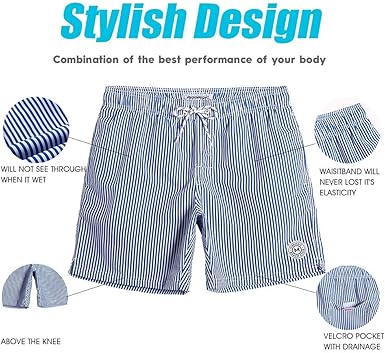 Stylish Design
Combination of the best performance of your body
WILL NOT SEE THROUGH
WHEN IT WET
WAISITBAND WILL
NEVER LOST IT'S
ELASTICITY
ABOVE THE KNEE
VELCRO POCKET
WITH DRAINAGE